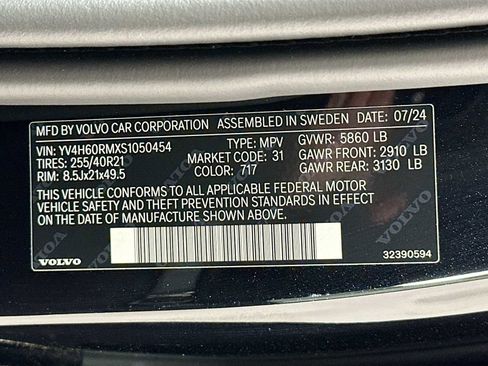 MFD BY VOLVO CAR CORPORATION ASSEMBLED IN SWEDEN DATE: 07/24
VIN: YV4H60RMXS1050454 TYPE: MPV GVWR: 5860 LB
TIRES: 255/40R21 MARKET CODE: 31 GAWR FRONT: 2910 LB
RIM: 8.5Jx21x49.5 COLOR: 717 GAWR REAR: 3130 LB
THIS VEHICLE CONFORMS TO ALL APPLICABLE FEDERAL MOTOR
VEHICLE SAFETY AND THEFT PREVENTION STANDARDS IN EFFECT
ON THE DATE OF MANUFACTURE SHOWN ABOVE.
VOLVO 32390594